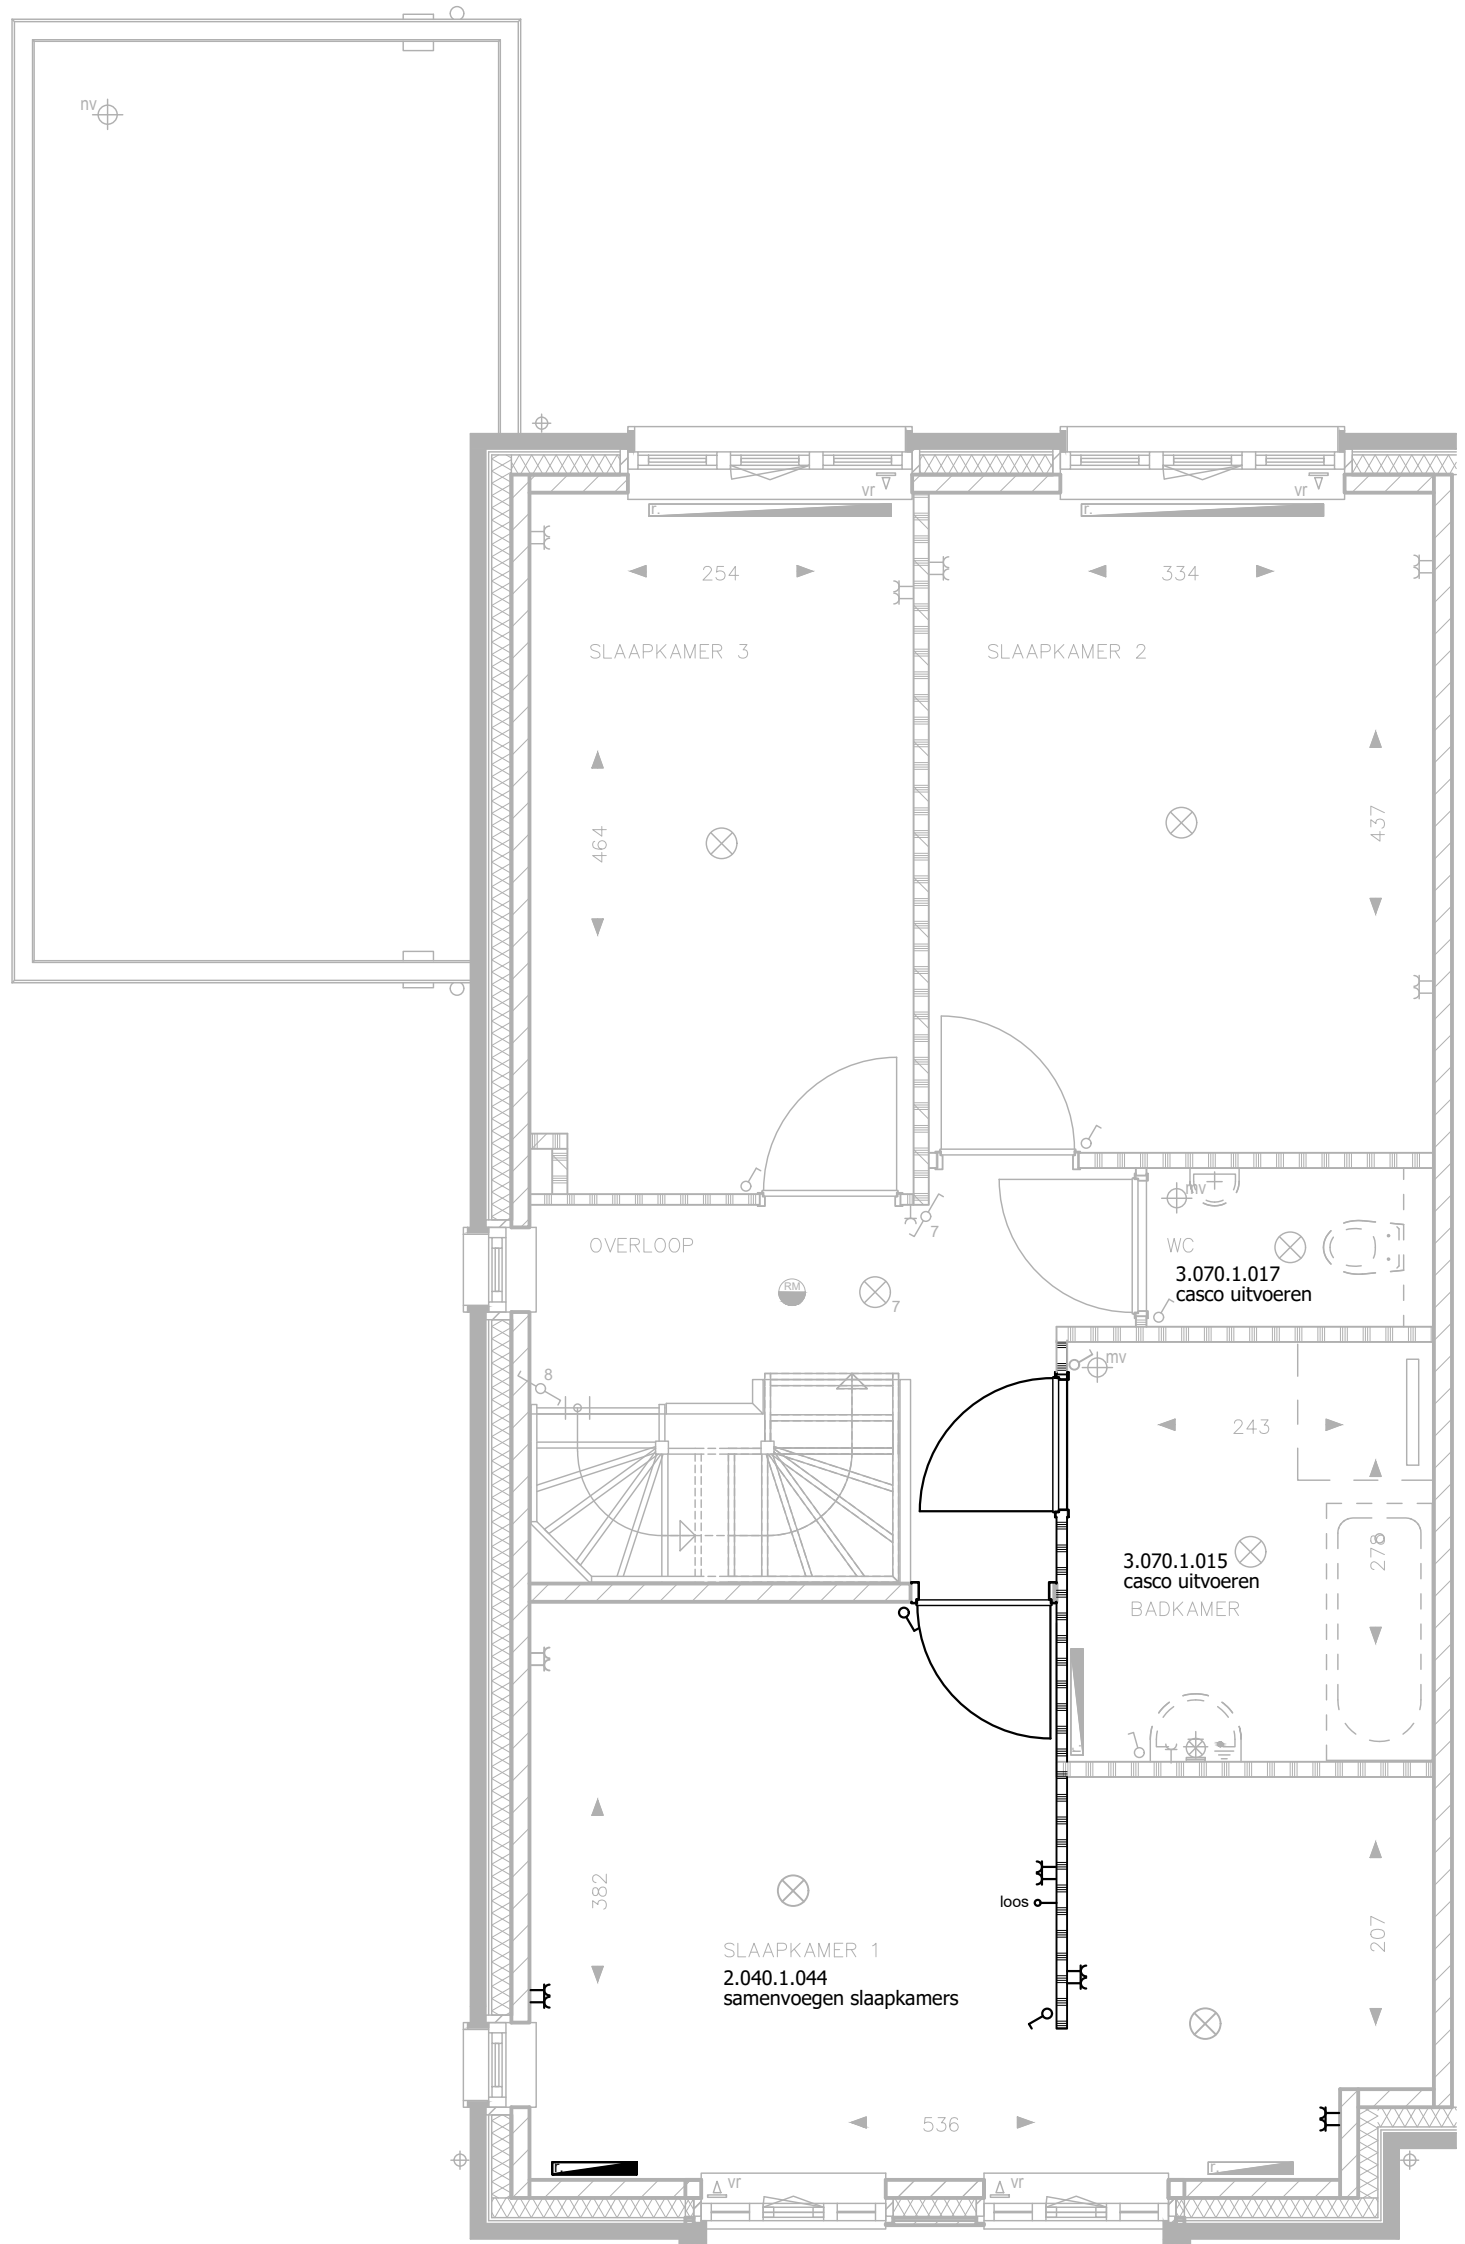 nv
vr
vr
r.
r.
254
334
SLAAPKAMER 3
SLAAPKAMER 2
464
437
mv
7
OVERLOOP
WC
3.070.1.017
casco uitvoeren
RM
7
mv
8
243
278
3.070.1.015
casco uitvoeren
BADKAMER
382
loos
207
SLAAPKAMER 1
2.040.1.044
samenvoegen slaapkamers
536
r.
r.
vr
vr